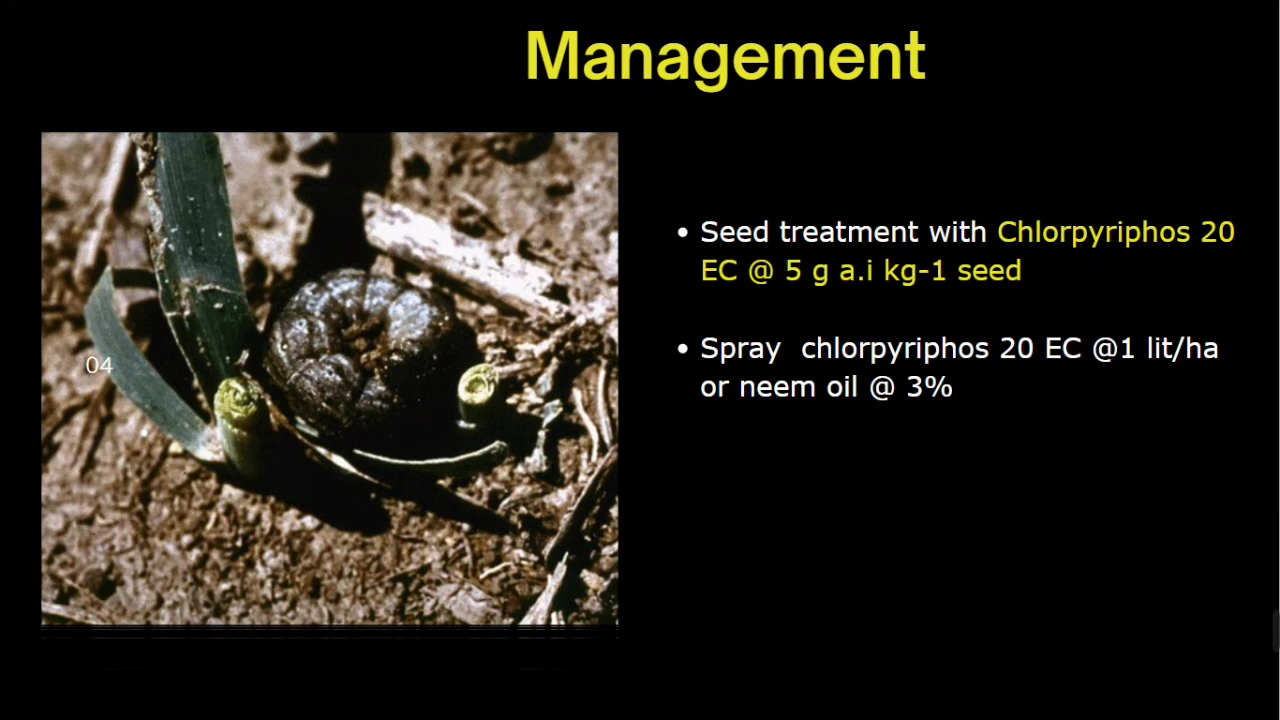 Management
• Seed treatment with Chlorpyriphos 20
EC @ 5 g a.i kg-1 seed
• Spray  chlorpyriphos 20 EC @1 lit/ha
or neem oil @ 3%
04